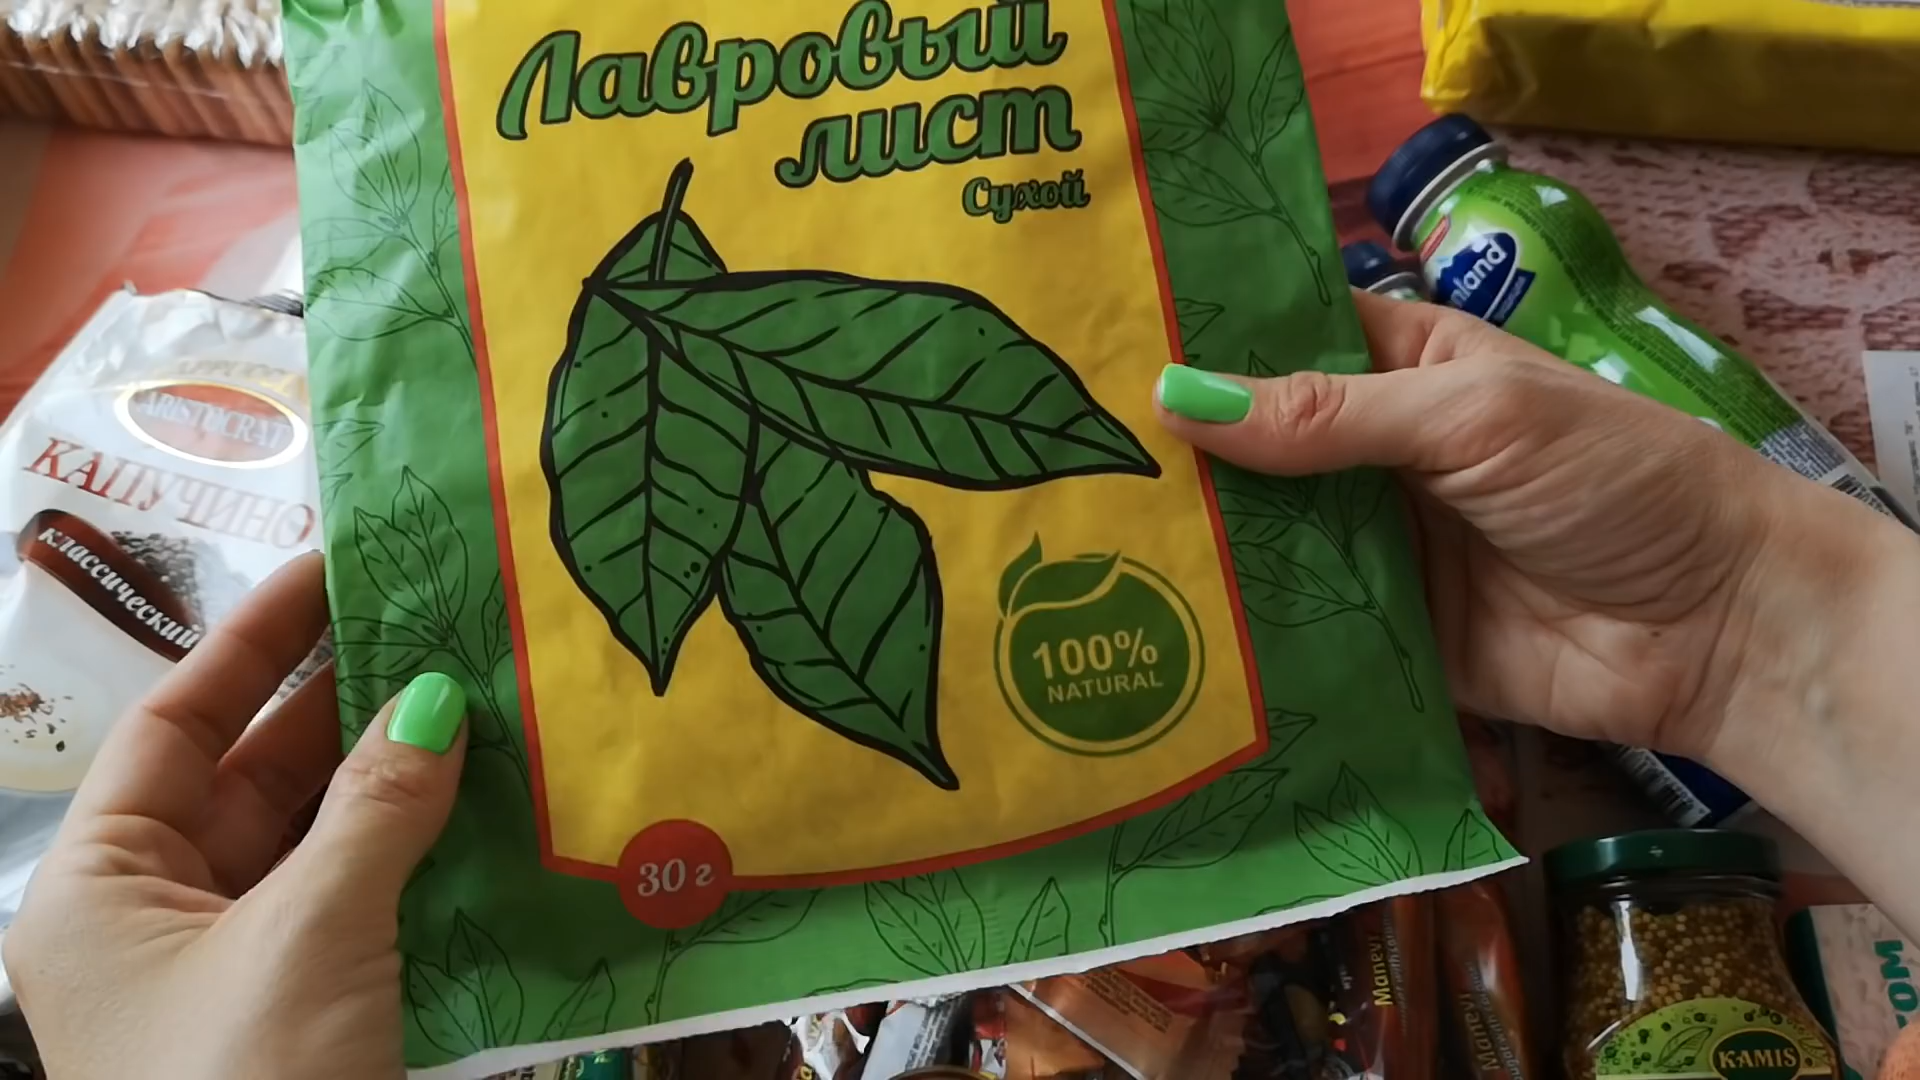 Лавровый
лист
Сухой
100%
NATURAL
30 г
ARISTOCRAT
КАПУЧИНО
классический
Manevi
Manevi
KAMIS